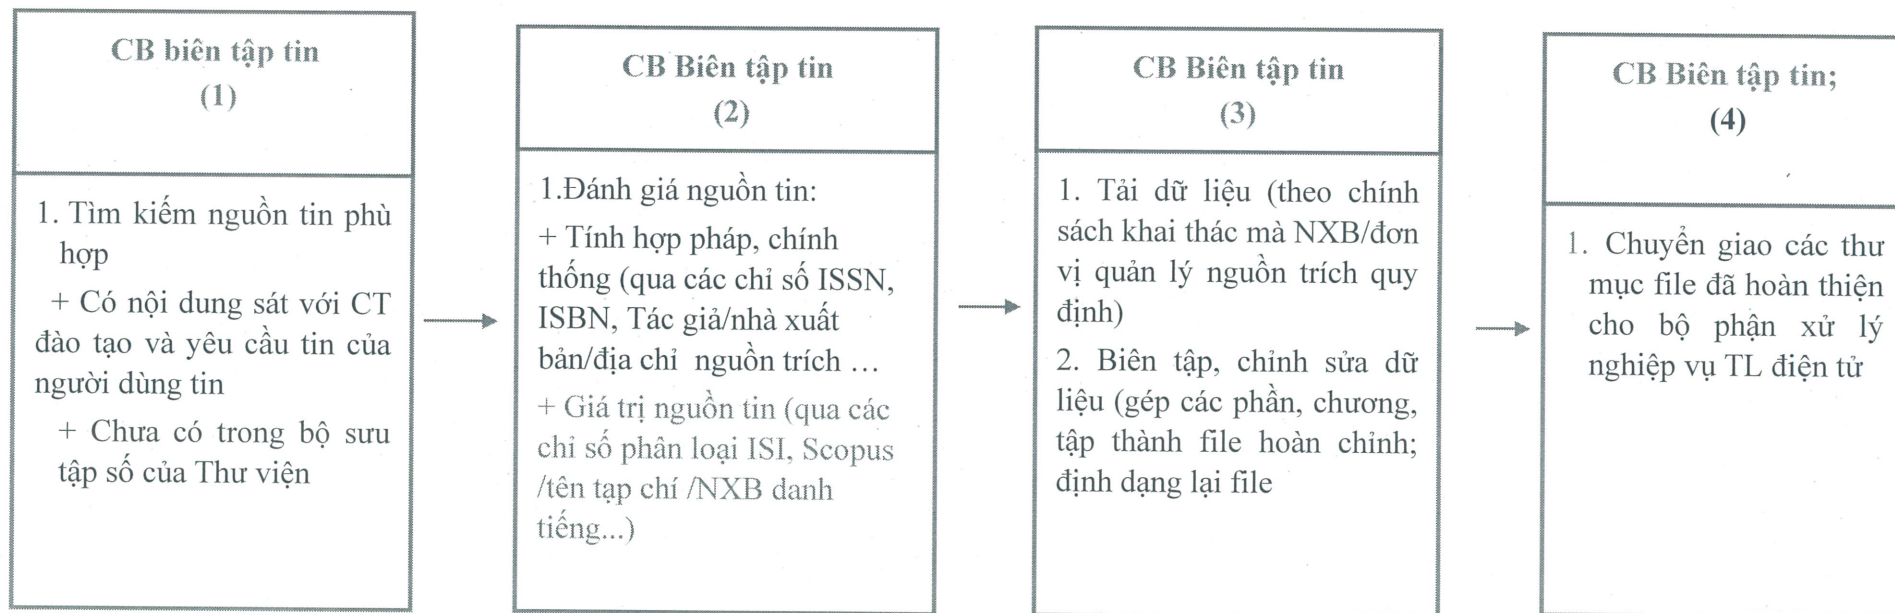 CB biên tập tin
(1)
1. Tìm kiếm nguồn tin phù
hợp
+ Có nội dung sát với CT
đào tạo và yêu cầu tin của
người dùng tin
+ Chưa có trong bộ sưu
tập số của Thư viện
CB Biên tập tin
(2)
1.Đánh giá nguồn tin:
+ Tính hợp pháp, chính
thống (qua các chỉ số ISSN,
ISBN, Tác giả/nhà xuất
bản/địa chỉ nguồn trích …
+ Giá trị nguồn tin (qua các
chỉ số phân loại ISI, Scopus
/tên tạp chí /NXB danh
tiếng...)
CB Biên tập tin
(3)
1. Tải dữ liệu (theo chính
sách khai thác mà NXB/đơn
vị quản lý nguồn trích quy
định)
2. Biên tập, chỉnh sửa dữ
liệu (gép các phần, chương,
tập thành file hoàn chỉnh;
định dạng lại file
CB Biên tập tin;
(4)
1. Chuyển giao các thư
mục file đã hoàn thiện
cho bộ phận xử lý
nghiệp vụ TL điện tử